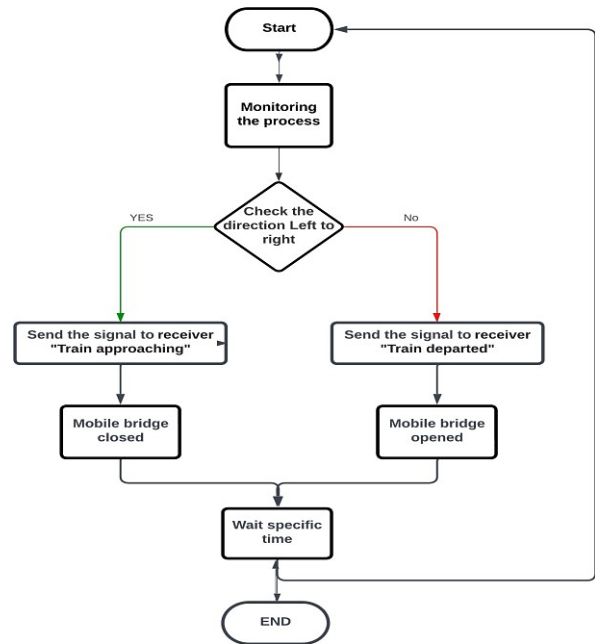 Start
Monitoring
the process
Check the
direction Left to
right
YES
No
Send the signal to receiver
"Train approaching"
Send the signal to receiver
"Train departed"
Mobile bridge
closed
Mobile bridge
opened
Wait specific
time
END